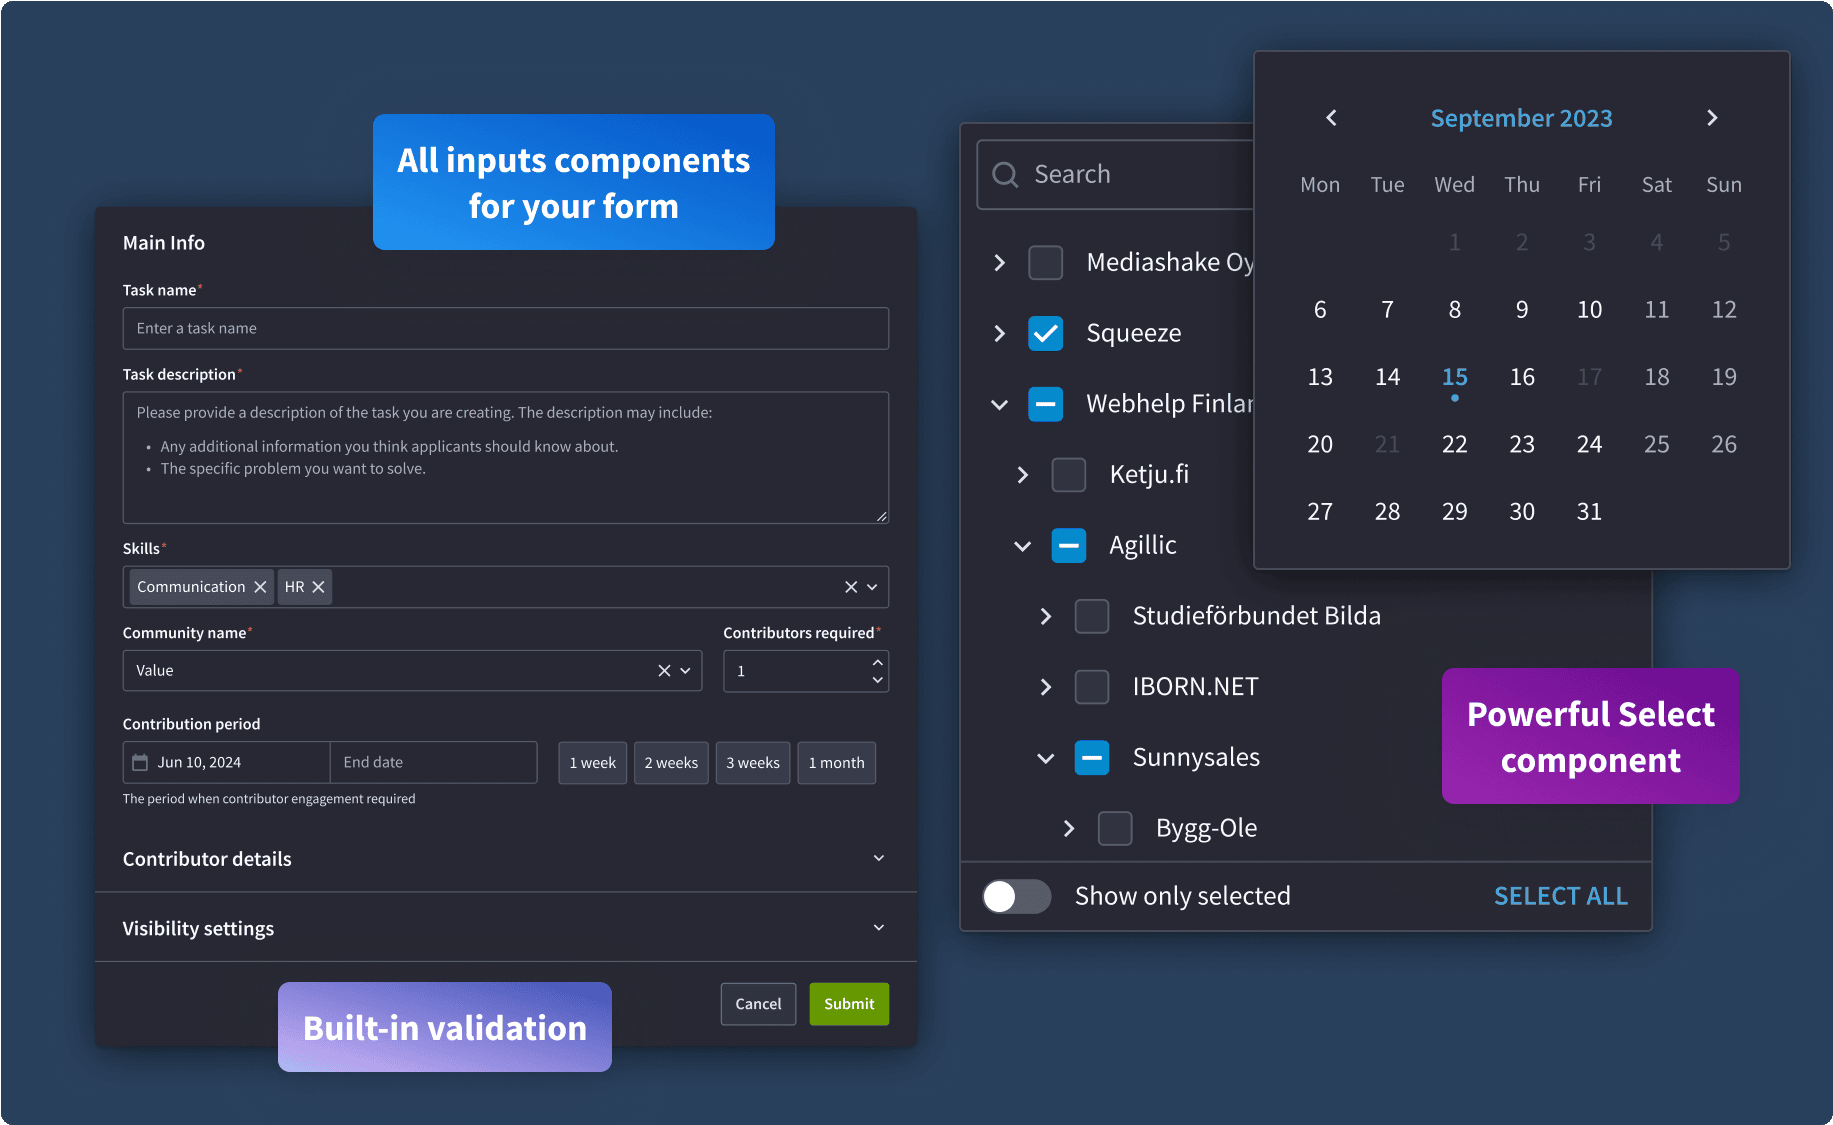 All inputs components
for your form
Main Info
Task name*
Enter a task name
Task description*
Please provide a description of the task you are creating. The description may include:
• Any additional information you think applicants should know about.
• The specific problem you want to solve.
Skills*
Communication HR
Community name* Contributors required*
Value 1
Contribution period
Jun 10, 2024 End date 1 week 2 weeks 3 weeks 1 month
The period when contributor engagement required
Contributor details
Visibility settings
Cancel Submit
Built-in validation
Search
Mediashake Oy
Squeeze
Webhelp Finlan
Ketju.fi
Agillic
Studieförbundet Bilda
IBORN.NET
Sunnysales
Bygg-Ole
Show only selected SELECT ALL
September 2023
Mon Tue Wed Thu Fri Sat Sun
1 2 3 4 5
6 7 8 9 10 11 12
13 14 15 16 17 18 19
20 21 22 23 24 25 26
27 28 29 30 31
Powerful Select
component